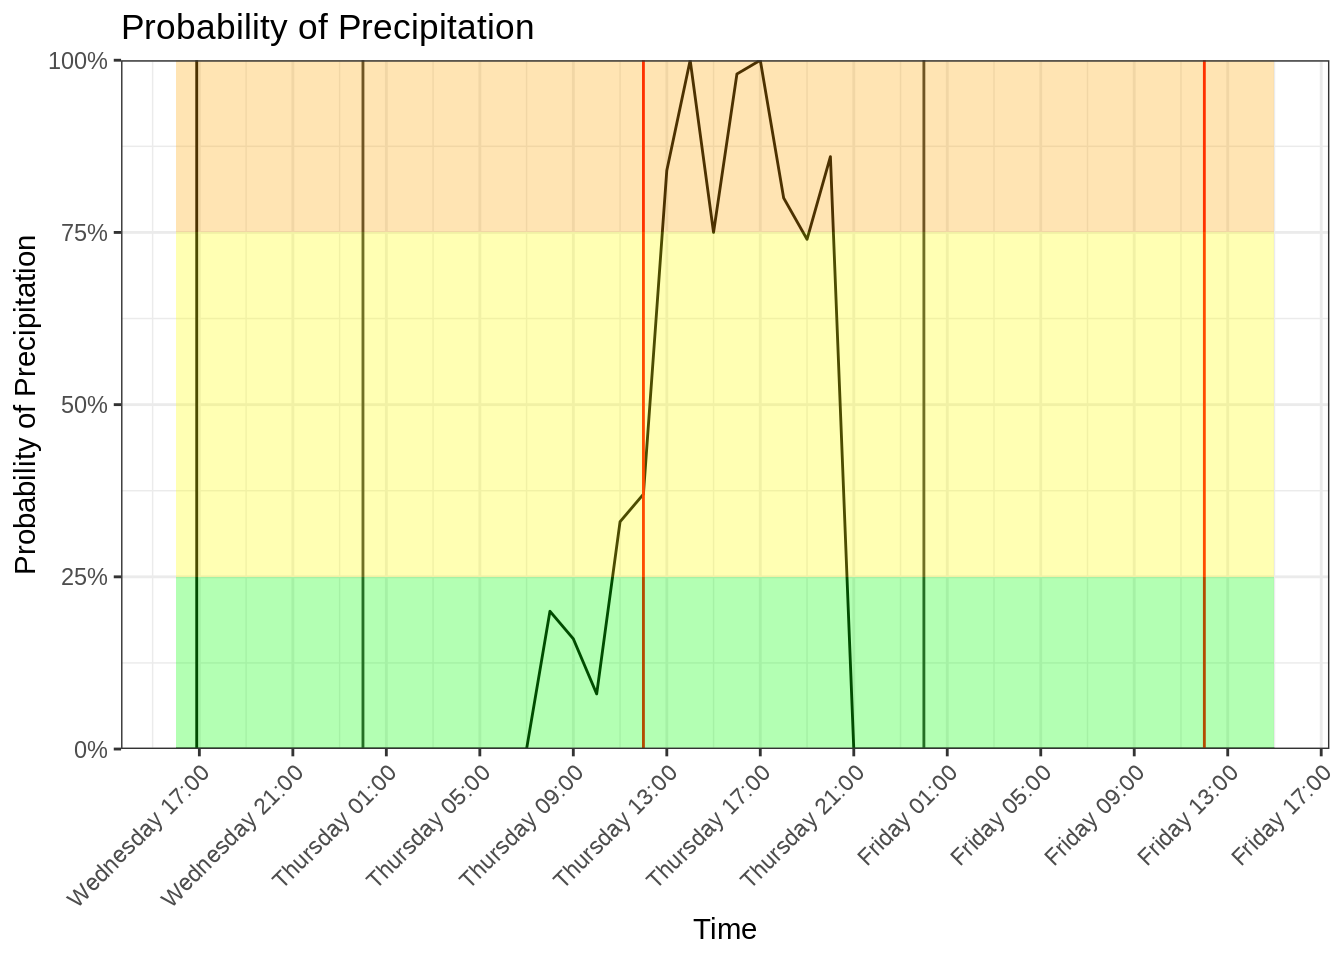 Probability of Precipitation
Probability of Precipitation
100%
75%
50%
25%
0%
Wednesday 17:00
Wednesday 21:00
Thursday 01:00
Thursday 05:00
Thursday 09:00
Thursday 13:00
Thursday 17:00
Thursday 21:00
Friday 01:00
Friday 05:00
Friday 09:00
Friday 13:00
Friday 17:00
Time